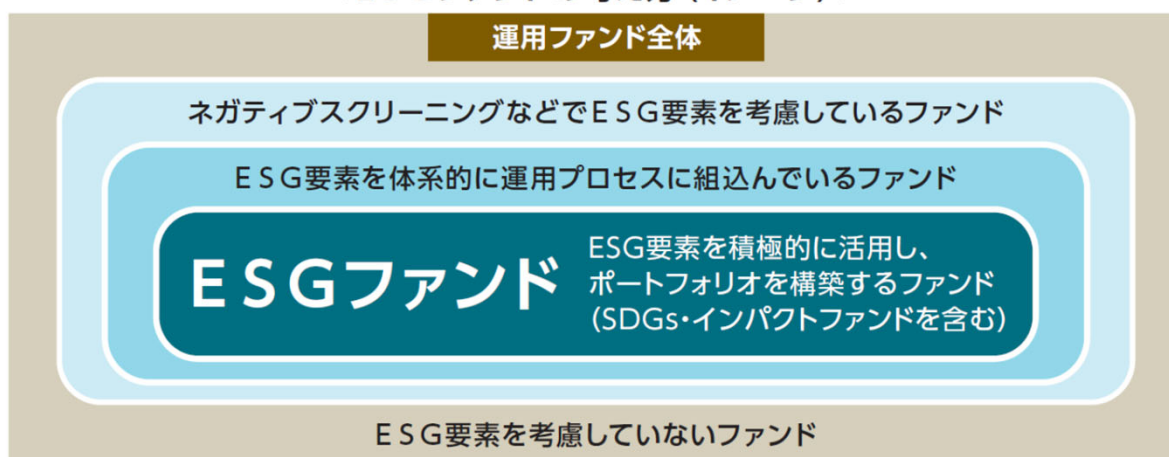 運用ファンド全体
ネガティブスクリーニングなどでESG要素を考慮しているファンド
ESG要素を体系的に運用プロセスに組込んでいるファンド
ESGファンド
ESG要素を積極的に活用し、
ポートフォリオを構築するファンド
(SDGs・インパクトファンドを含む)
ESG要素を考慮していないファンド